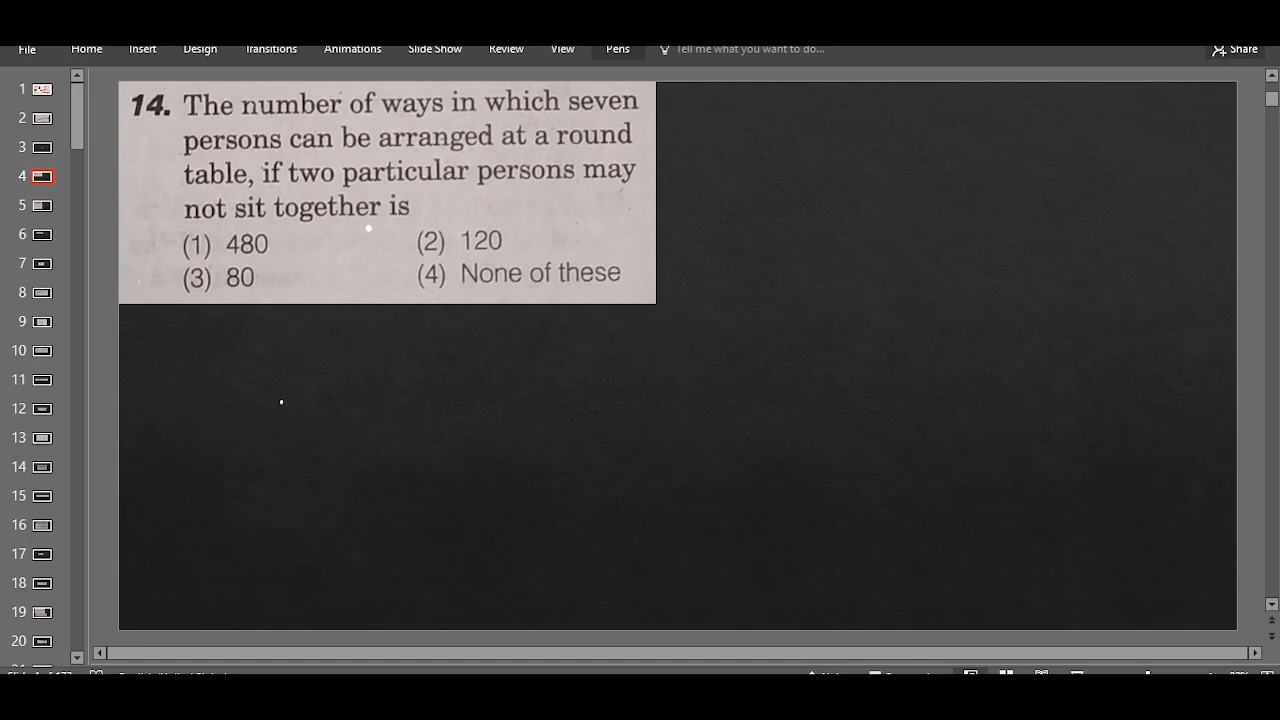 File Home Insert Design Transitions Animations Slide Show Review View Pens Tell me what you want to do... Share
1
2
3
4
5
6
7
8
9
10
11
12
13
14
15
16
17
18
19
20
14. The number of ways in which seven
persons can be arranged at a round
table, if two particular persons may
not sit together is
(1) 480 (2) 120
(3) 80 (4) None of these